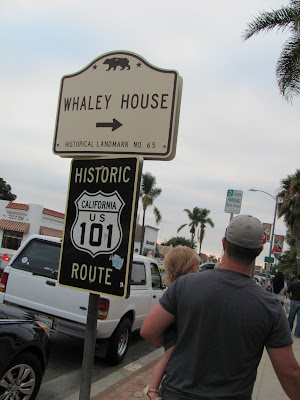 WHALEY HOUSE
HISTORICAL LANDMARK NO. 65
HISTORIC
CALIFORNIA
US
101
ROUTE